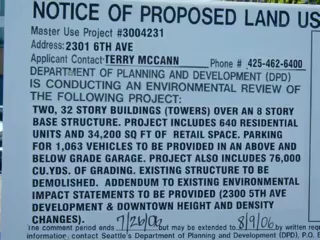 NOTICE OF PROPOSED LAND US
Master Use Project #3004231
Address: 2301 6TH AVE
Applicant Contact: TERRY MCCANN Phone # 425-462-6400
DEPARTMENT OF PLANNING AND DEVELOPMENT (DPD)
IS CONDUCTING AN ENVIRONMENTAL REVIEW OF
THE FOLLOWING PROJECT:
TWO, 32 STORY BUILDINGS (TOWERS) OVER AN 8 STORY
BASE STRUCTURE. PROJECT INCLUDES 640 RESIDENTIAL
UNITS AND 34,200 SQ FT OF RETAIL SPACE. PARKING
FOR 1,063 VEHICLES TO BE PROVIDED IN AN ABOVE AND
BELOW GRADE GARAGE. PROJECT ALSO INCLUDES 76,000
CU.YDS. OF GRADING. EXISTING STRUCTURE TO BE
DEMOLISHED. ADDENDUM TO EXISTING ENVIRONMENTAL
IMPACT STATEMENTS TO BE PROVIDED (2300 5TH AVE
DEVELOPMENT & DOWNTOWN HEIGHT AND DENSITY
CHANGES).
The comment period ends 7/26/06 but may be extended to 8/9/06 by written requ
information, contact Seattle's Department of Planning and Development (DPD), P.O. B